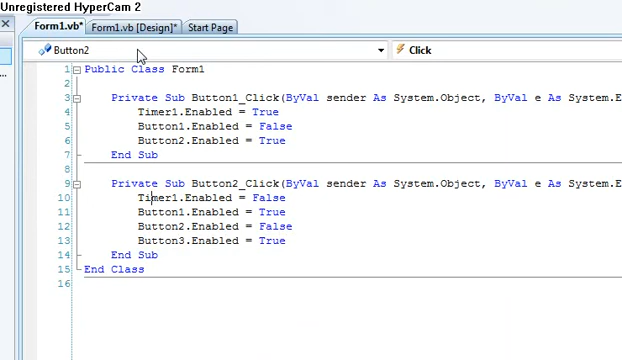 Unregistered HyperCam 2
Form1.vb* Form1.vb [Design]* Start Page
Button2 Click
1 Public Class Form1
2
3 Private Sub Button1_Click(ByVal sender As System.Object, ByVal e As System.E
4 Timer1.Enabled = True
5 Button1.Enabled = False
6 Button2.Enabled = True
7 End Sub
8
9 Private Sub Button2_Click(ByVal sender As System.Object, ByVal e As System.E
10 Timer1.Enabled = False
11 Button1.Enabled = True
12 Button2.Enabled = False
13 Button3.Enabled = True
14 End Sub
15 End Class
16